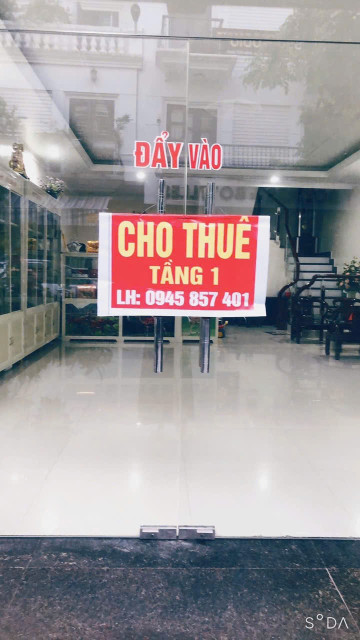 ĐẨY VÀO
CHO THUÊ
TẦNG 1
LH: 0945 857 401
SODA